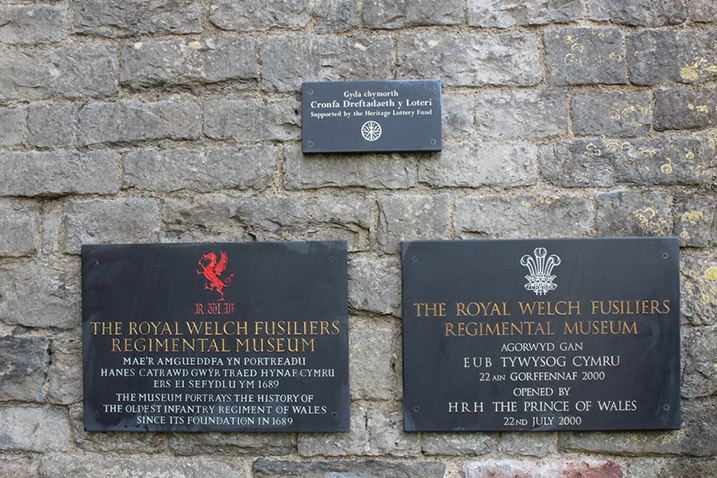 Gyda chymorth
Cronfa Dreftadaeth y Loteri
Supported by the Heritage Lottery Fund
R.W.F.
THE ROYAL WELCH FUSILIERS
REGIMENTAL MUSEUM
MAE'R AMGUEDDFA YN PORTREADU
HANES CATRAWD GWŶR TRAED HYNAF CYMRU
ERS EI SEFYDLU YM 1689
THE MUSEUM PORTRAYS THE HISTORY OF
THE OLDEST INFANTRY REGIMENT OF WALES
SINCE ITS FOUNDATION IN 1689
THE ROYAL WELCH FUSILIERS
REGIMENTAL MUSEUM
AGORWYD GAN
EUB TYWYSOG CYMRU
22 AIN GORFFENNAF 2000
OPENED BY
HRH THE PRINCE OF WALES
22ND JULY 2000